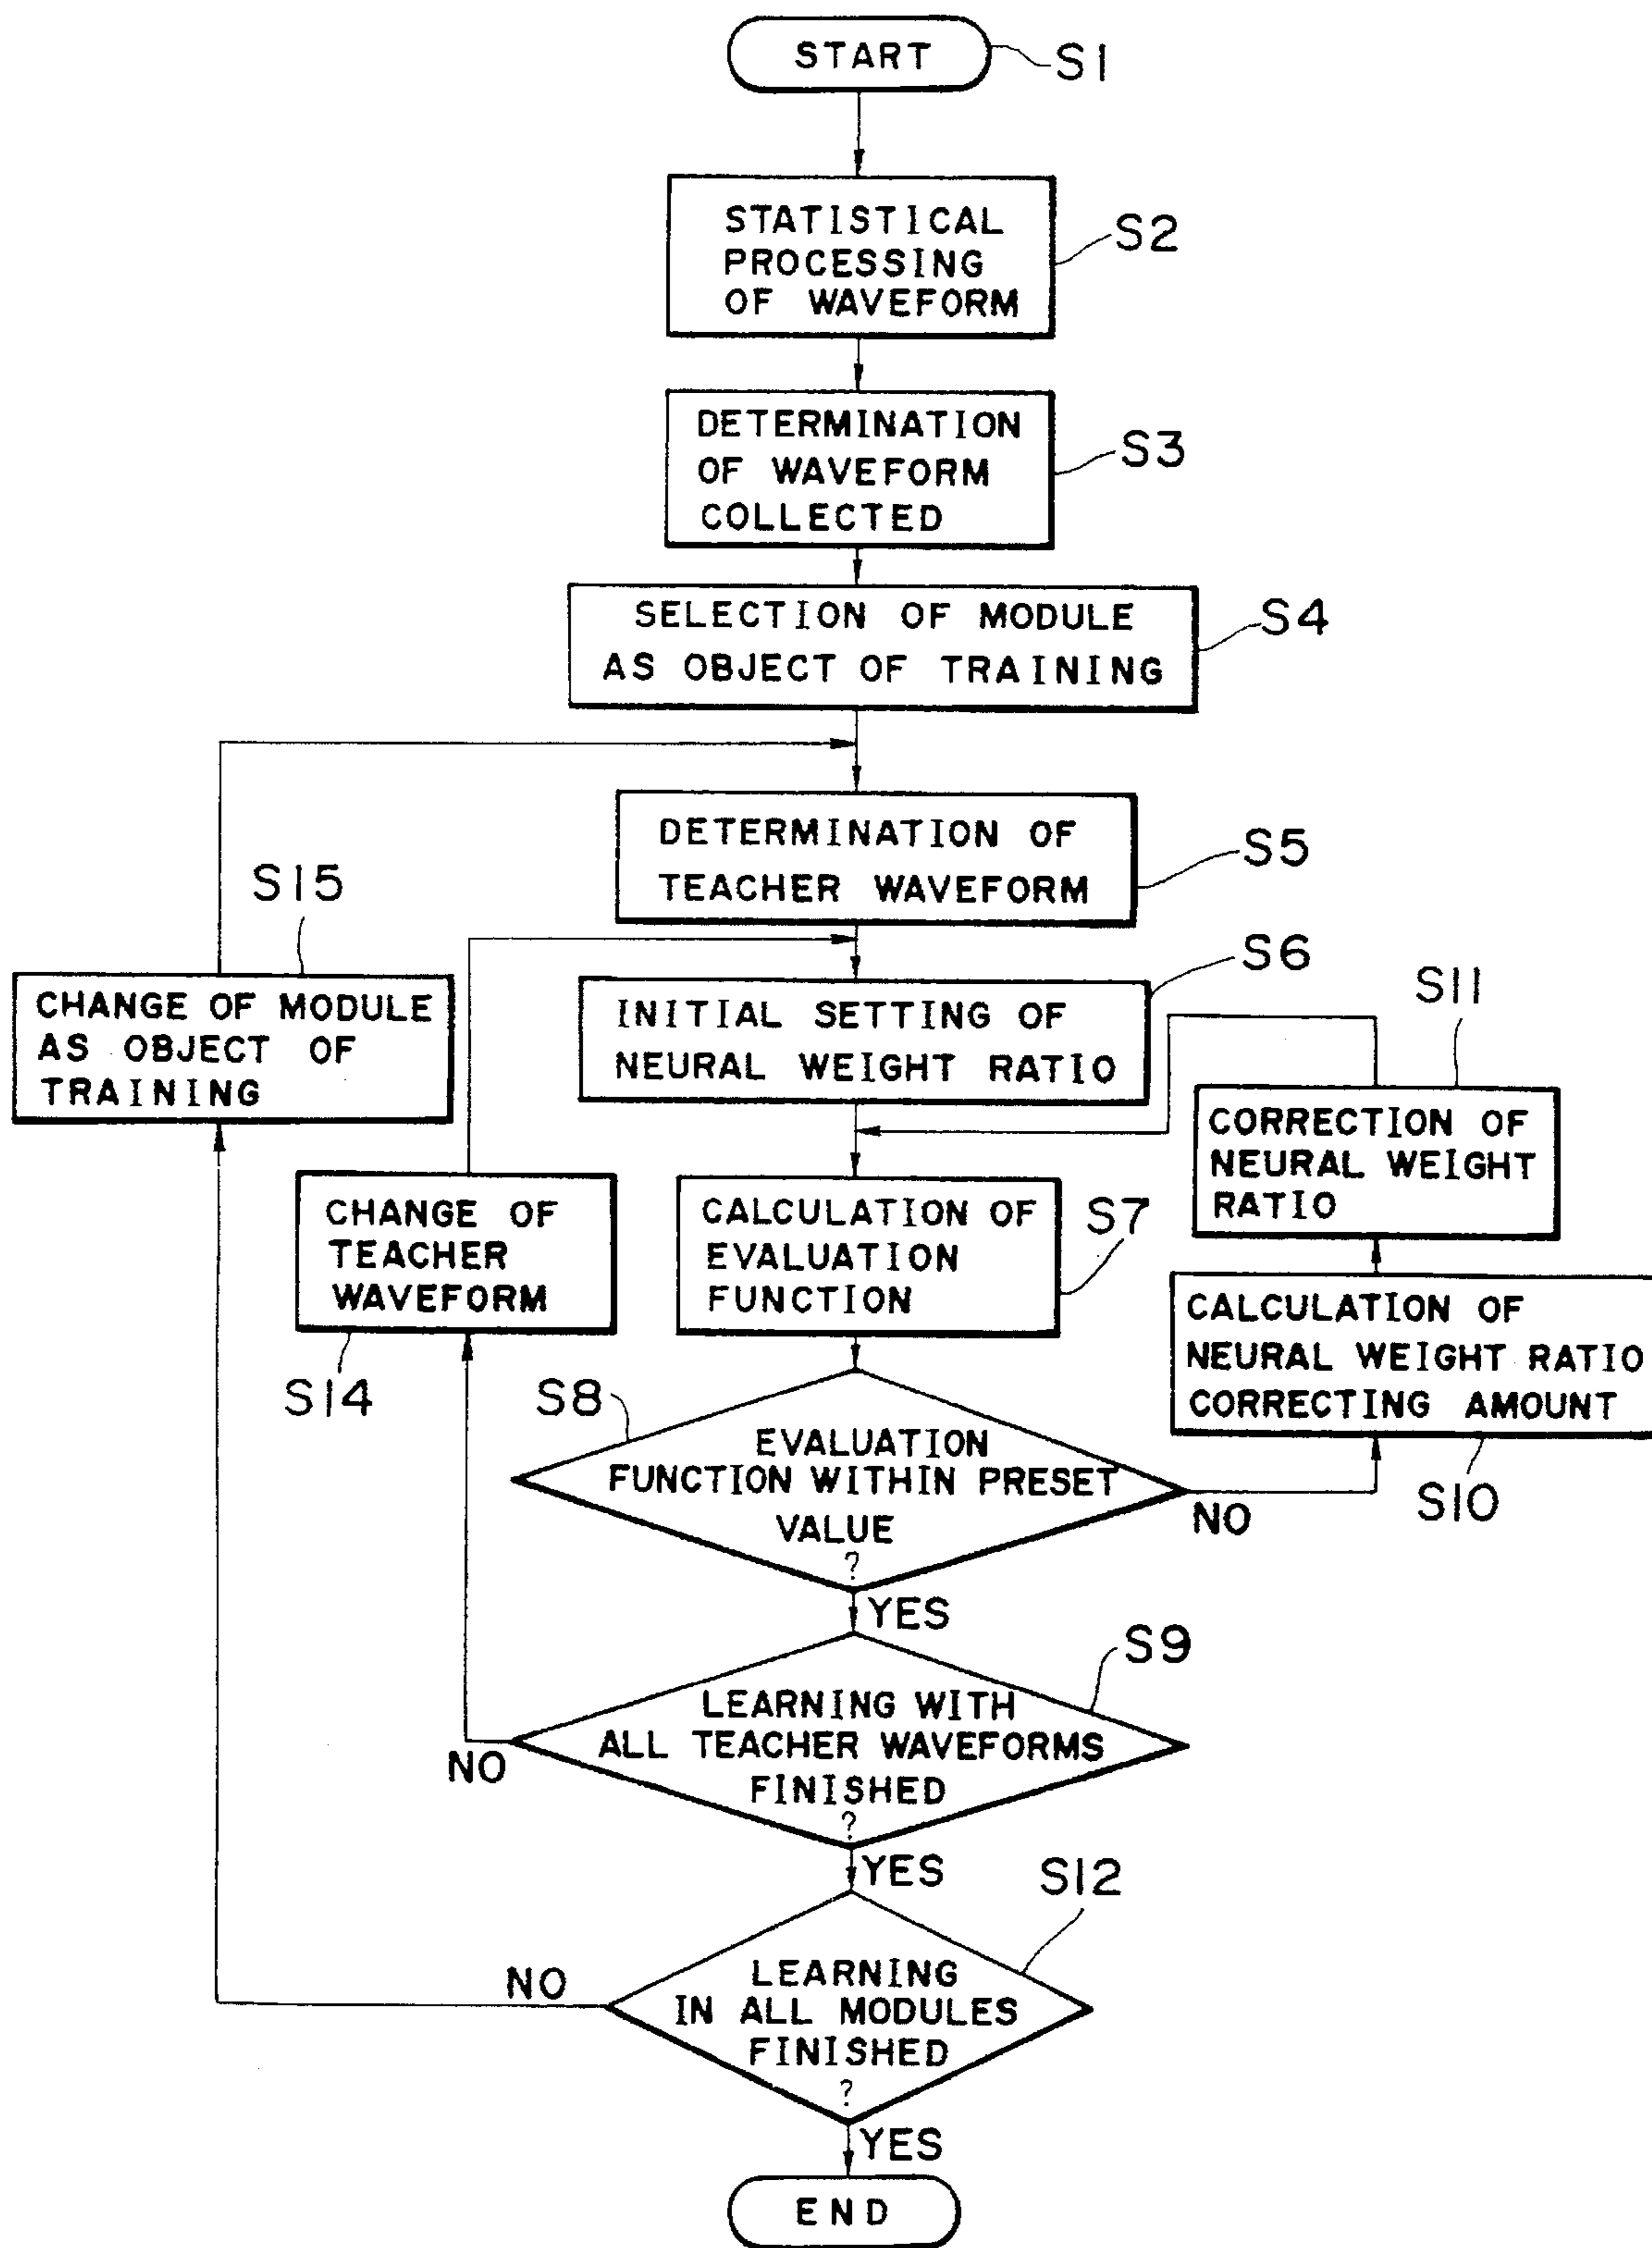 START
S1
STATISTICAL
PROCESSING
OF WAVEFORM
S2
DETERMINATION
OF WAVEFORM
COLLECTED
S3
SELECTION OF MODULE
AS OBJECT OF TRAINING
S4
DETERMINATION OF
TEACHER WAVEFORM
S5
S15
CHANGE OF MODULE
AS OBJECT OF
TRAINING
INITIAL SETTING OF
NEURAL WEIGHT RATIO
S6
S11
CORRECTION OF
NEURAL WEIGHT
RATIO
CHANGE OF
TEACHER
WAVEFORM
S14
CALCULATION OF
EVALUATION
FUNCTION
S7
CALCULATION OF
NEURAL WEIGHT RATIO
CORRECTING AMOUNT
S10
S8
EVALUATION
FUNCTION WITHIN PRESET
VALUE
?
NO
YES
S9
LEARNING WITH
ALL TEACHER WAVEFORMS
FINISHED
?
NO
YES
S12
LEARNING
IN ALL MODULES
FINISHED
?
NO
YES
END